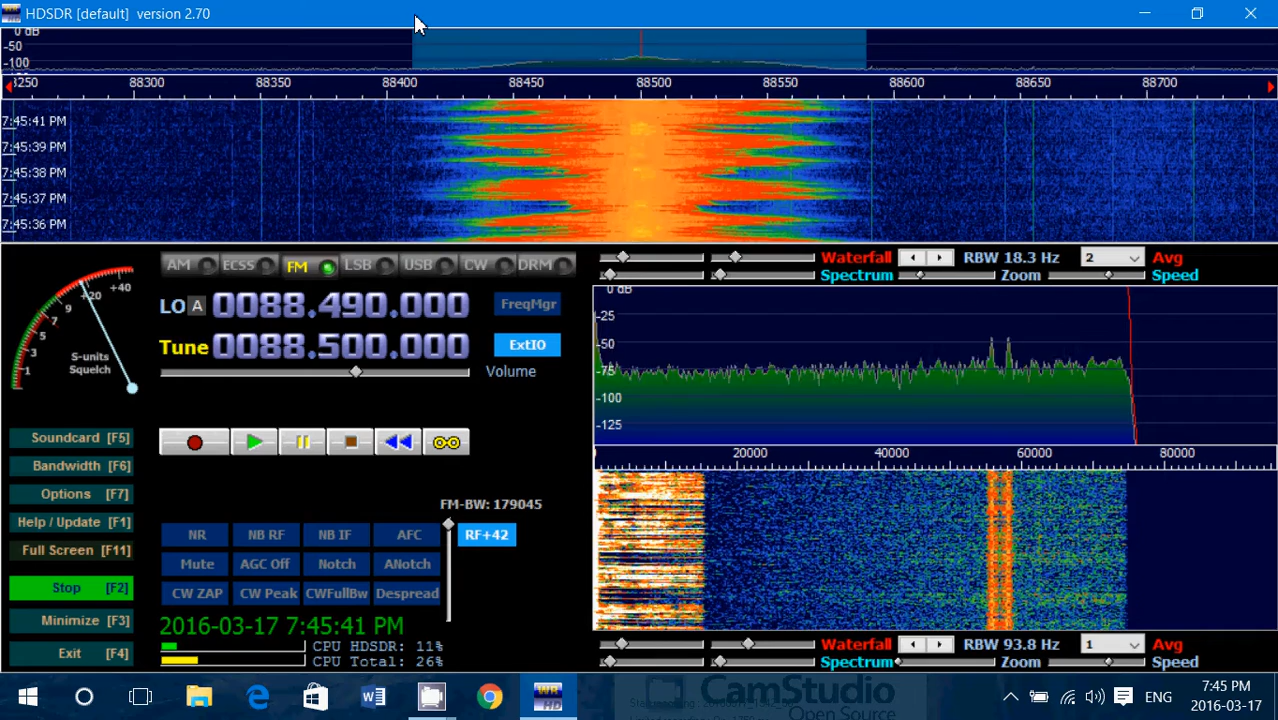 HDSDR [default] version 2.70
0 dB
-50
-100
88300 88350 88400 88450 88500 88550 88600 88650 88700
7:45:41 PM
7:45:39 PM
7:45:38 PM
7:45:37 PM
7:45:36 PM
AM ECSS FM LSB USB CW DRM
LO A 0088.490.000 FreqMgr
Tune 0088.500.000 ExtIO
Volume
1 3 5 7 9 +20 +40
S-units
Squelch
Soundcard [F5]
Bandwidth [F6]
Options [F7]
Help / Update [F1]
Full Screen [F11]
Stop [F2]
Minimize [F3]
Exit [F4]
FM-BW: 179045
NR NB RF NB IF AFC RF+42
Mute AGC Off Notch ANotch
CW ZAP CW Peak CWFullBw Despread
2016-03-17 7:45:41 PM
CPU HDSDR: 11%
CPU Total: 26%
Waterfall RBW 18.3 Hz 2 Avg
Spectrum Zoom Speed
0 dB
-25
-50
-75
-100
-125
20000 40000 60000 80000
Waterfall RBW 93.8 Hz 1 Avg
Spectrum Zoom Speed
CamStudio
Open Source
ENG
7:45 PM
2016-03-17